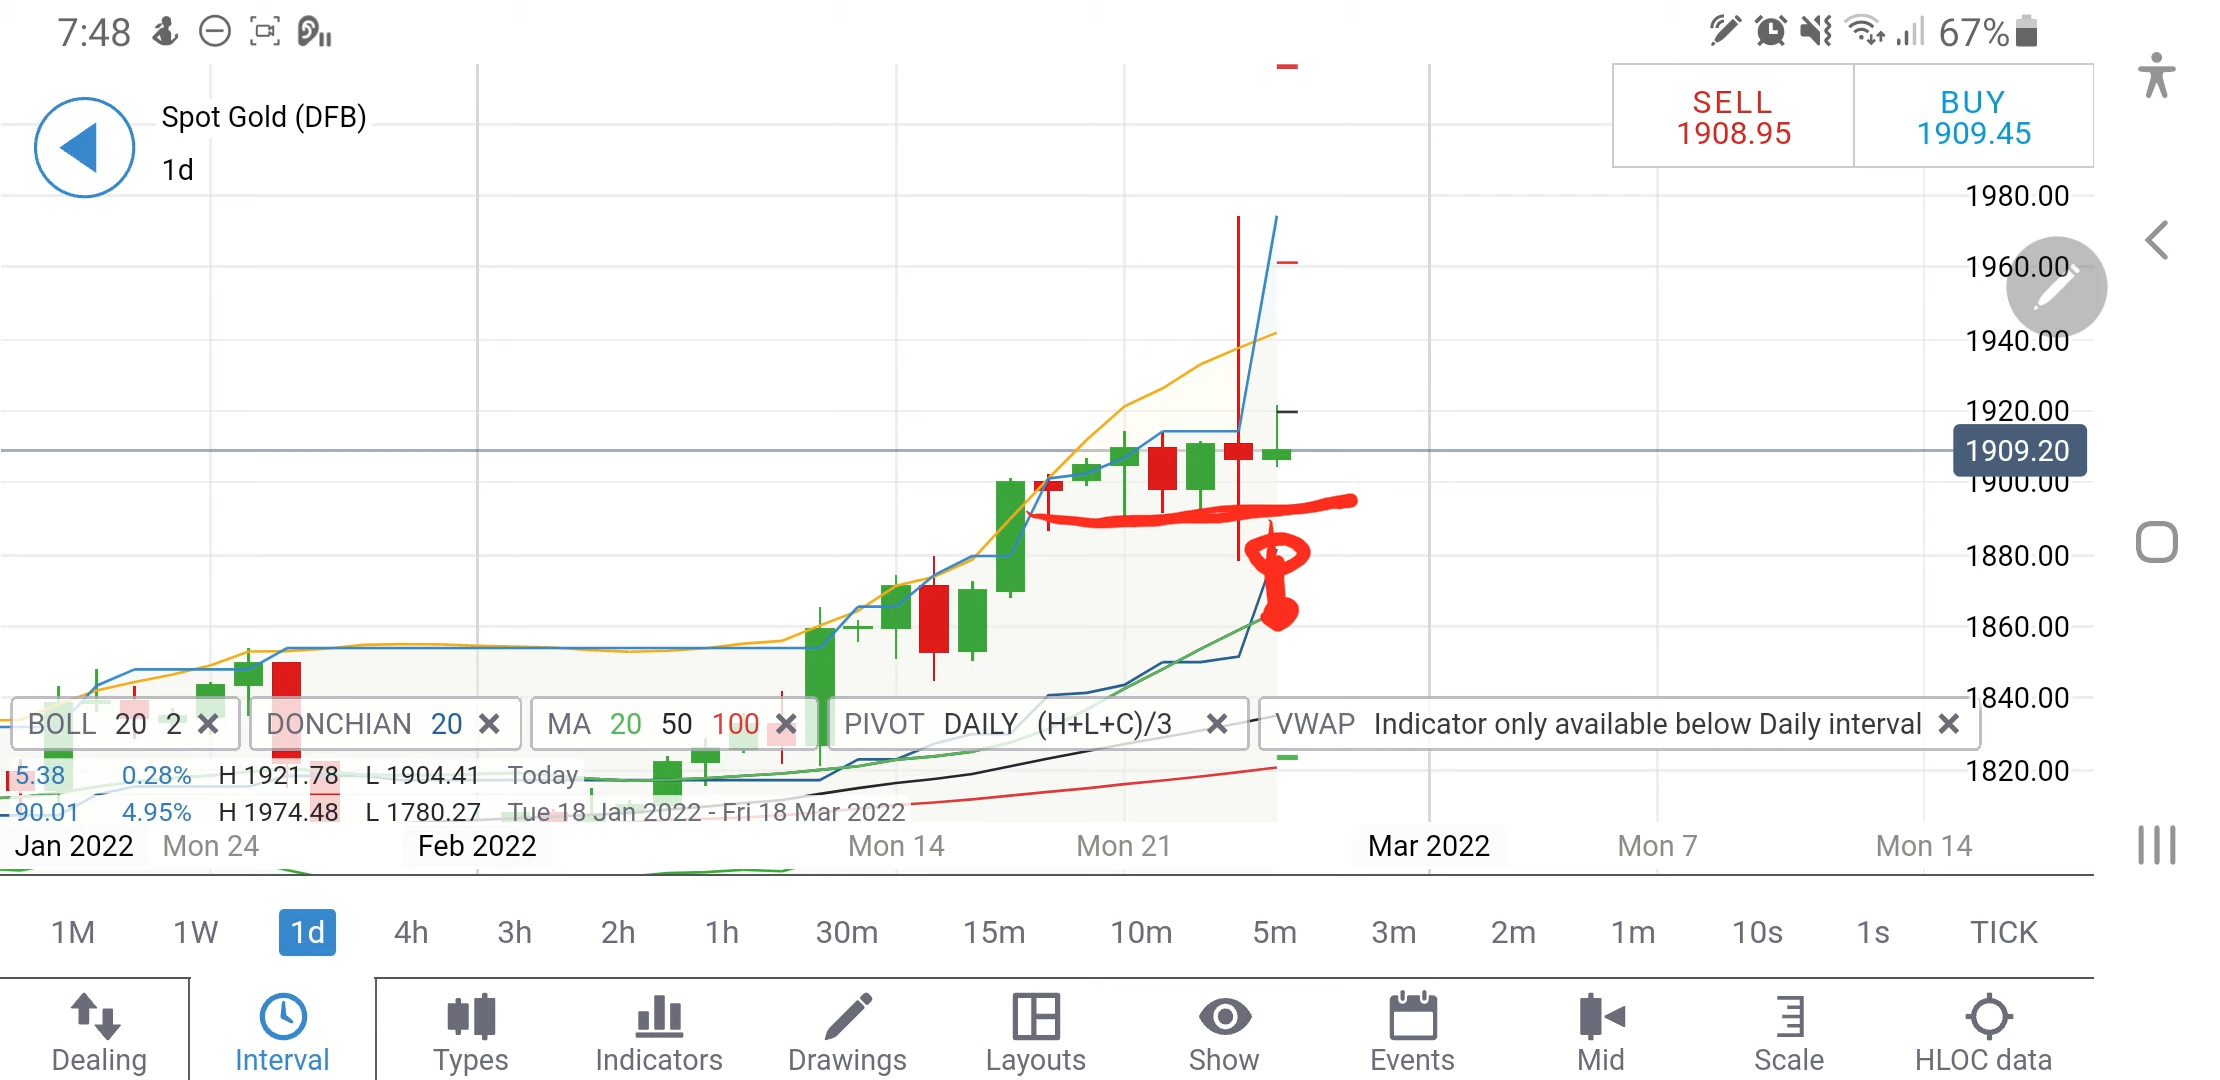 7:48
67%
Spot Gold (DFB)
1d
SELL
1908.95
BUY
1909.45
1980.00
1960.00
1940.00
1920.00
1909.20
1900.00
1880.00
1860.00
1840.00
1820.00
BOLL 20 2
DONCHIAN 20
MA 20 50 100
PIVOT DAILY (H+L+C)/3
VWAP Indicator only available below Daily interval
5.38 0.28% H 1921.78 L 1904.41 Today
90.01 4.95% H 1974.48 L 1780.27 Tue 18 Jan 2022 - Fri 18 Mar 2022
Jan 2022 Mon 24 Feb 2022 Mon 14 Mon 21 Mar 2022 Mon 7 Mon 14
1M 1W 1d 4h 3h 2h 1h 30m 15m 10m 5m 3m 2m 1m 10s 1s TICK
Dealing Interval Types Indicators Drawings Layouts Show Events Mid Scale HLOC data